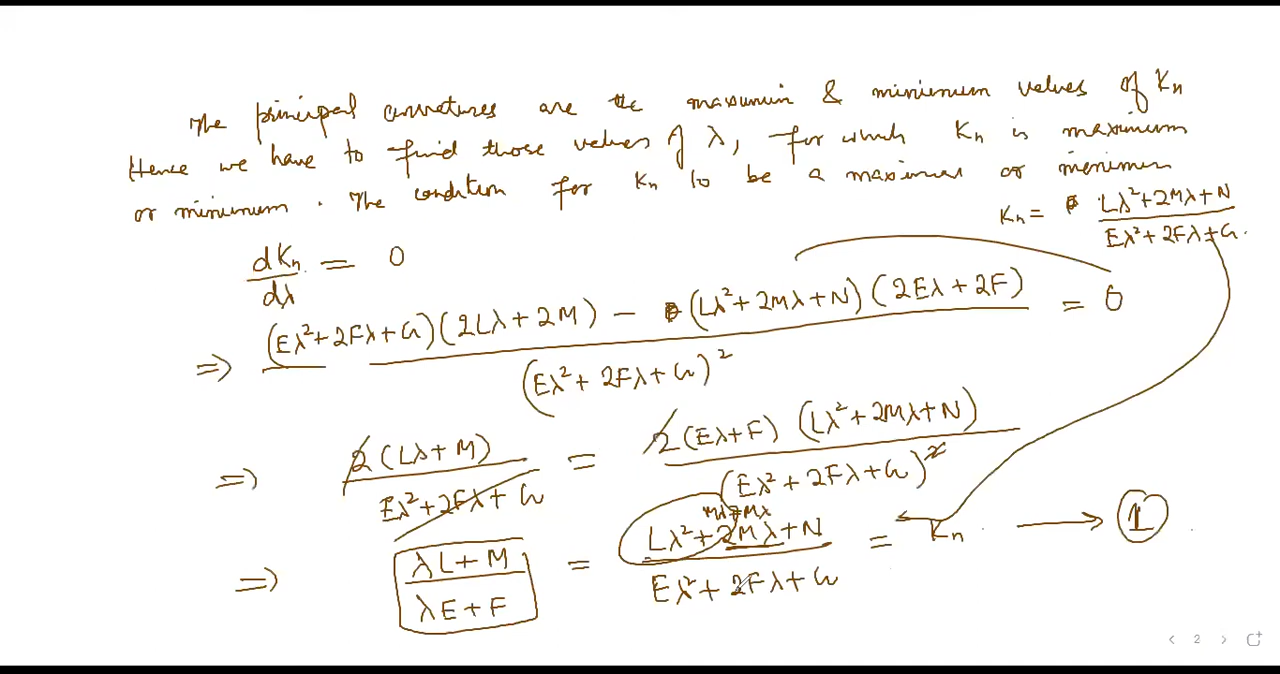 The principal curvatures are the maximum & minimum values of Kn
Hence we have to find those values of λ, for which Kn is maximum
or minimum. The condition for Kn to be a maximum or minimum
Kn = (Lλ²+2Mλ+N)/(Eλ²+2Fλ+G).
dKn/dλ = 0
=> ((Eλ²+2Fλ+G)(2Lλ+2M) - (Lλ²+2Mλ+N)(2Eλ+2F))/(Eλ²+2Fλ+G)² = 0
=> 2(Lλ+M)/(Eλ²+2Fλ+G) = 2(Eλ+F)(Lλ²+2Mλ+N)/(Eλ²+2Fλ+G)²
Mλ+Mλ
=> (λL+M)/(λE+F) = (Lλ²+2Mλ+N)/(Eλ²+2Fλ+G) = Kn → 1
< 2 >